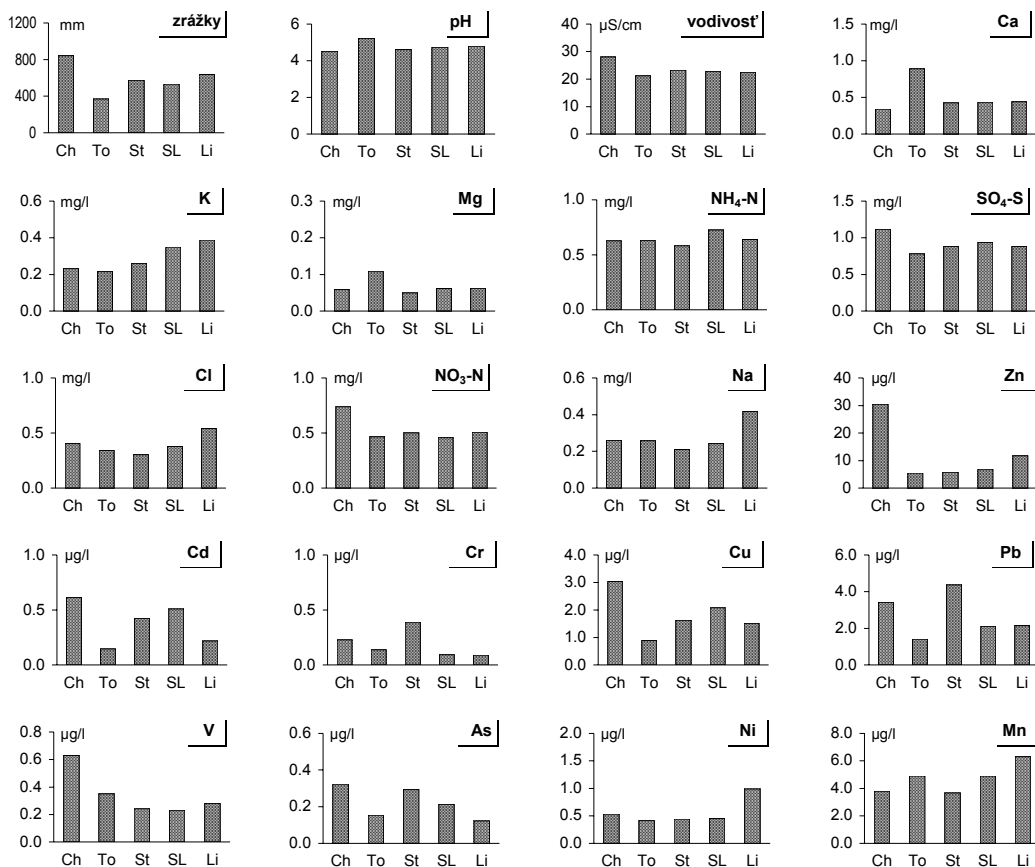 zrážky
mm
1200
800
400
0
Ch To St SL Li
pH
6
4
2
0
Ch To St SL Li
vodivosť
µS/cm
40
30
20
10
0
Ch To St SL Li
Ca
mg/l
1.5
1.0
0.5
0.0
Ch To St SL Li
K
mg/l
0.6
0.4
0.2
0.0
Ch To St SL Li
Mg
mg/l
0.3
0.2
0.1
0.0
Ch To St SL Li
NH₄-N
mg/l
1.0
0.5
0.0
Ch To St SL Li
SO₄-S
mg/l
1.5
1.0
0.5
0.0
Ch To St SL Li
Cl
mg/l
1.0
0.5
0.0
Ch To St SL Li
NO₃-N
mg/l
1.0
0.5
0.0
Ch To St SL Li
Na
mg/l
0.6
0.4
0.2
0.0
Ch To St SL Li
Zn
µg/l
40
30
20
10
0
Ch To St SL Li
Cd
µg/l
1.0
0.5
0.0
Ch To St SL Li
Cr
µg/l
1.0
0.5
0.0
Ch To St SL Li
Cu
µg/l
4.0
3.0
2.0
1.0
0.0
Ch To St SL Li
Pb
µg/l
6.0
4.0
2.0
0.0
Ch To St SL Li
V
µg/l
0.8
0.6
0.4
0.2
0.0
Ch To St SL Li
As
µg/l
0.6
0.4
0.2
0.0
Ch To St SL Li
Ni
µg/l
2.0
1.5
1.0
0.5
0.0
Ch To St SL Li
Mn
µg/l
8.0
6.0
4.0
2.0
0.0
Ch To St SL Li